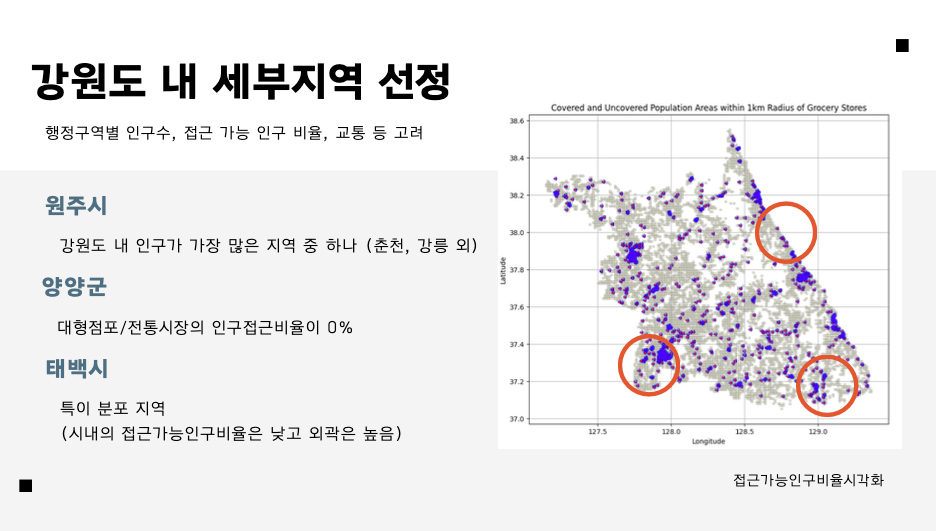 강원도 내 세부지역 선정
행정구역별 인구수, 접근 가능 인구 비율, 교통 등 고려
원주시
강원도 내 인구가 가장 많은 지역 중 하나 (춘천, 강릉 외)
양양군
대형점포/전통시장의 인구접근비율이 0%
태백시
특이 분포 지역
(시내의 접근가능인구비율은 낮고 외곽은 높음)
Covered and Uncovered Population Areas within 1km Radius of Grocery Stores
38.6
38.4
38.2
38.0
37.8
37.6
37.4
37.2
37.0
Latitude
127.5 128.0 128.5 129.0
Longitude
접근가능인구비율시각화